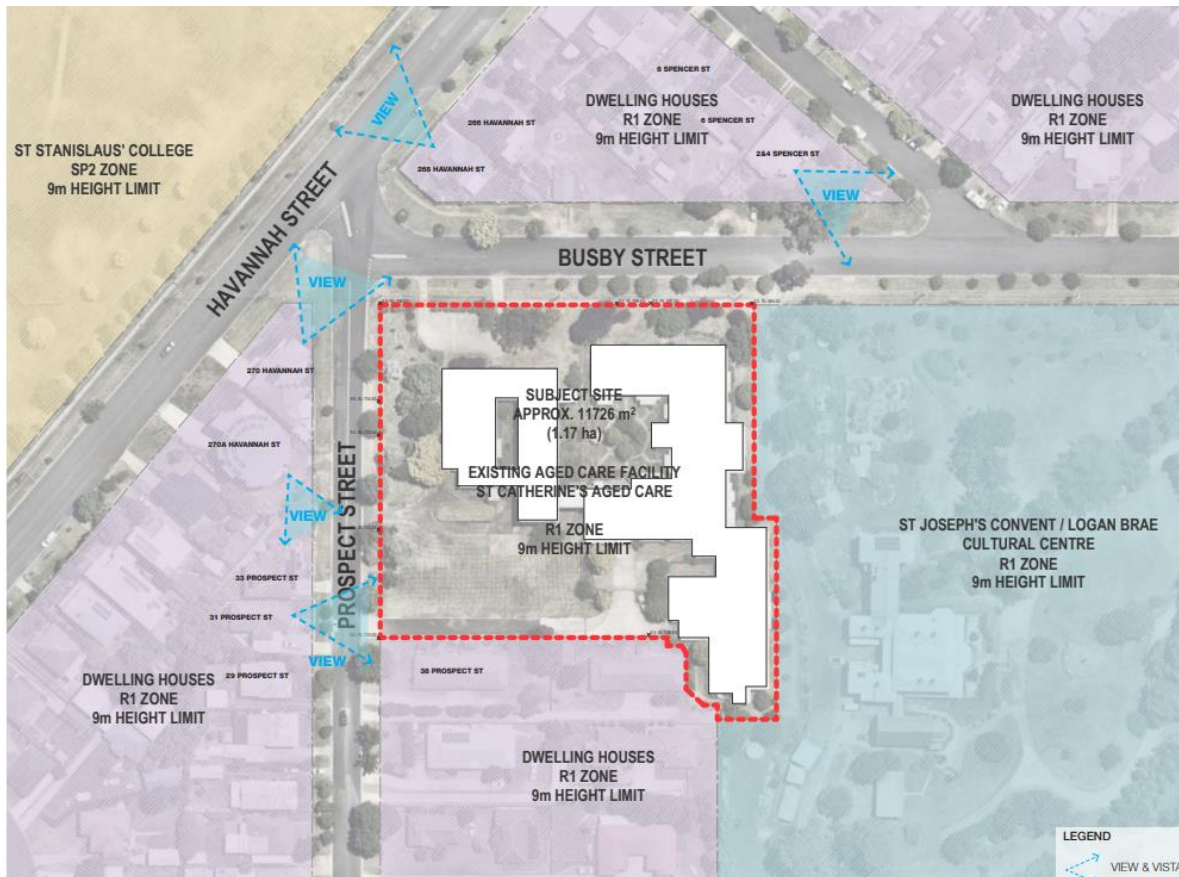 8 SPENCER ST
DWELLING HOUSES
R1 ZONE
9m HEIGHT LIMIT
6 SPENCER ST
DWELLING HOUSES
R1 ZONE
9m HEIGHT LIMIT
VIEW
266 HAVANNAH ST
2&4 SPENCER ST
268 HAVANNAH ST
ST STANISLAUS' COLLEGE
SP2 ZONE
9m HEIGHT LIMIT
VIEW
HAVANNAH STREET
BUSBY STREET
VIEW
270 HAVANNAH ST
SUBJECT SITE
APPROX. 11726 m²
(1.17 ha)
270A HAVANNAH ST
EXISTING AGED CARE FACILITY
ST CATHERINE'S AGED CARE
R1 ZONE
9m HEIGHT LIMIT
PROSPECT STREET
VIEW
ST JOSEPH'S CONVENT / LOGAN BRAE
CULTURAL CENTRE
R1 ZONE
9m HEIGHT LIMIT
33 PROSPECT ST
31 PROSPECT ST
VIEW
29 PROSPECT ST
38 PROSPECT ST
DWELLING HOUSES
R1 ZONE
9m HEIGHT LIMIT
DWELLING HOUSES
R1 ZONE
9m HEIGHT LIMIT
LEGEND
VIEW & VISTA